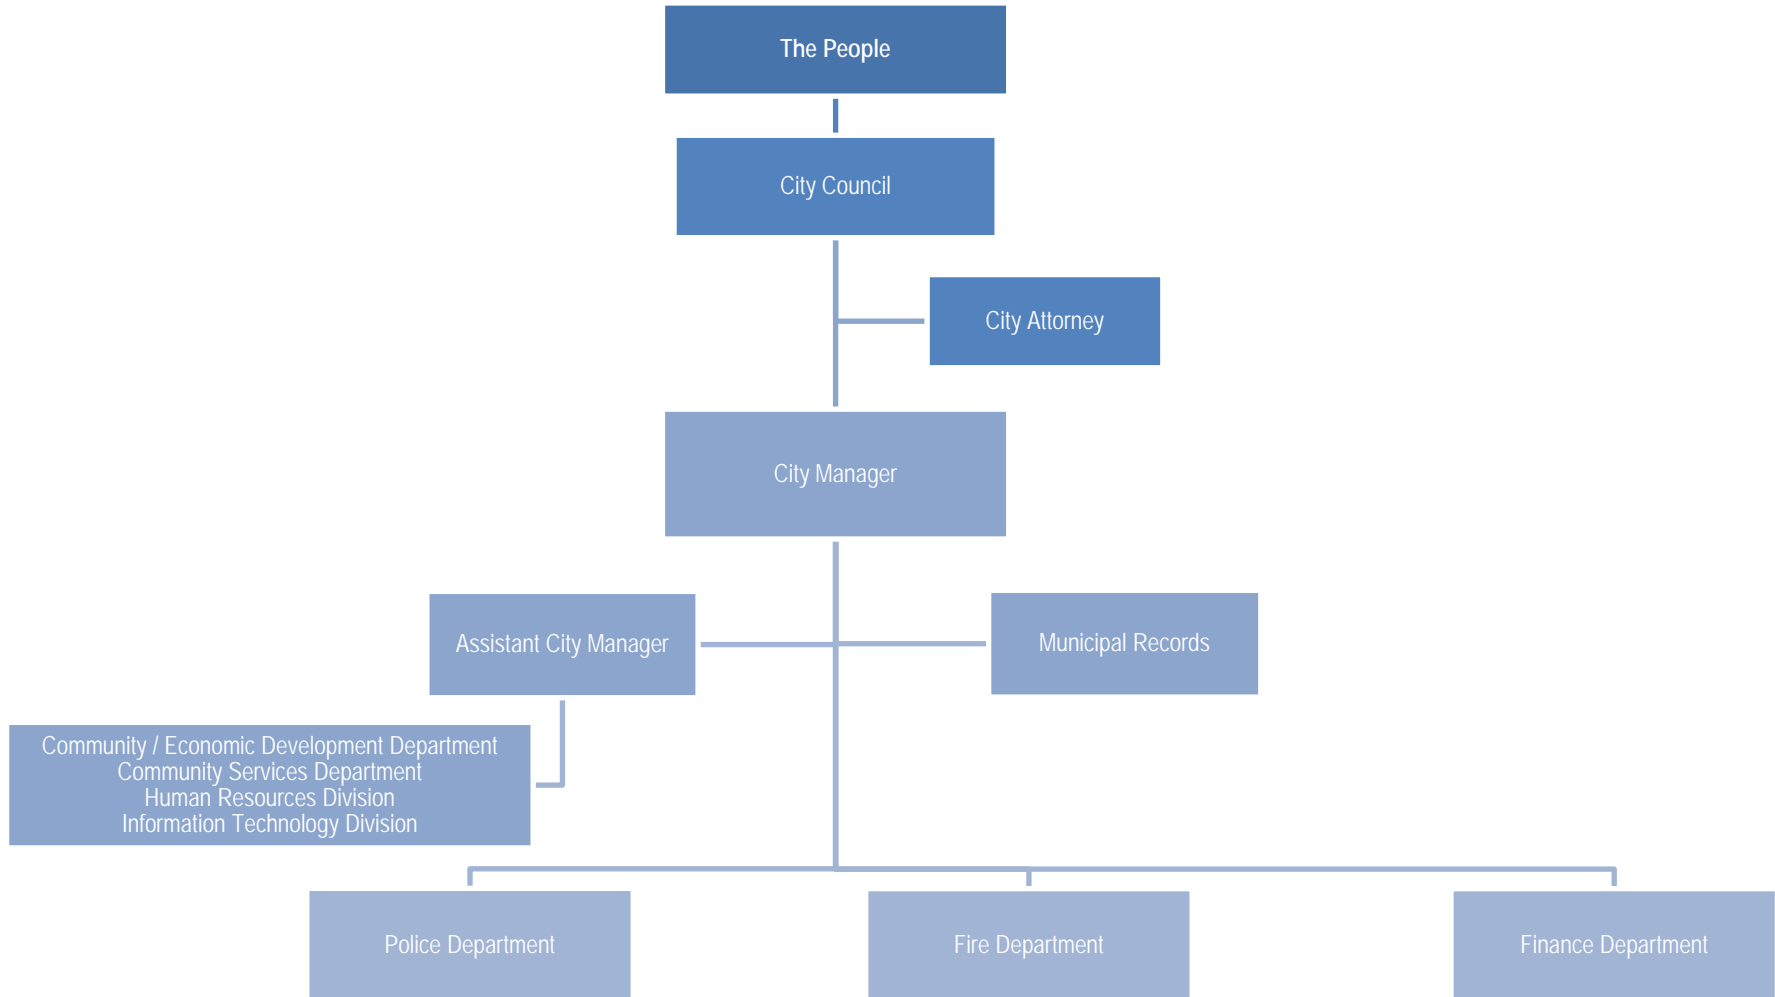 The People
City Council
City Attorney
City Manager
Assistant City Manager
Municipal Records
Community / Economic Development Department
Community Services Department
Human Resources Division
Information Technology Division
Police Department
Fire Department
Finance Department